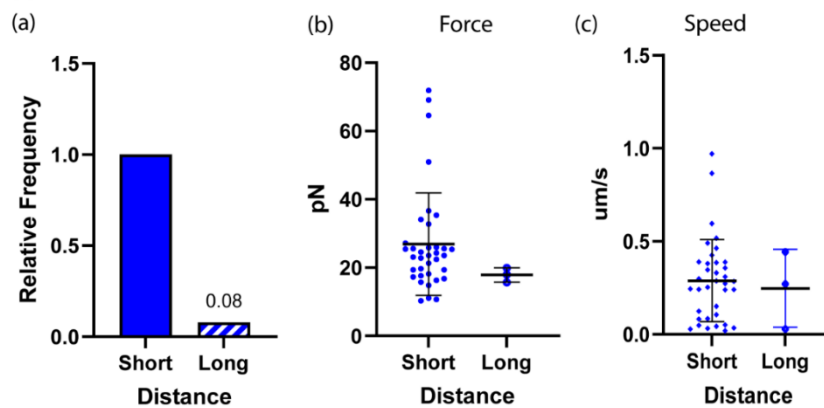 (a)
1.5
1.0
0.5
0.0
Relative Frequency
0.08
Short Long
Distance
(b) Force
80
60
40
20
0
pN
Short Long
Distance
(c) Speed
1.5
1.0
0.5
0.0
um/s
Short Long
Distance